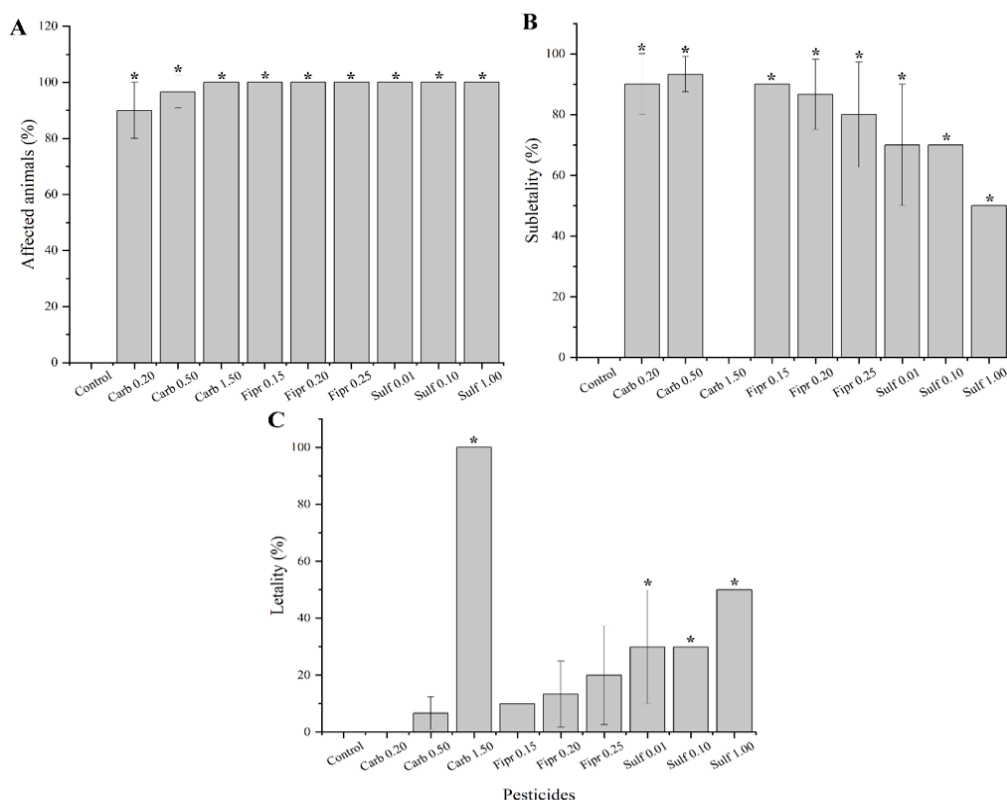 A
Affected animals (%)
120
100
80
60
40
20
0
* * * * * * * * *
Control Carb 0.20 Carb 0.50 Carb 1.50 Fipr 0.15 Fipr 0.20 Fipr 0.25 Sulf 0.01 Sulf 0.10 Sulf 1.00
B
Subletality (%)
100
80
60
40
20
0
* * * * * * * *
Control Carb 0.20 Carb 0.50 Carb 1.50 Fipr 0.15 Fipr 0.20 Fipr 0.25 Sulf 0.01 Sulf 0.10 Sulf 1.00
C
Letality (%)
100
80
60
40
20
0
* * * *
Control Carb 0.20 Carb 0.50 Carb 1.50 Fipr 0.15 Fipr 0.20 Fipr 0.25 Sulf 0.01 Sulf 0.10 Sulf 1.00
Pesticides